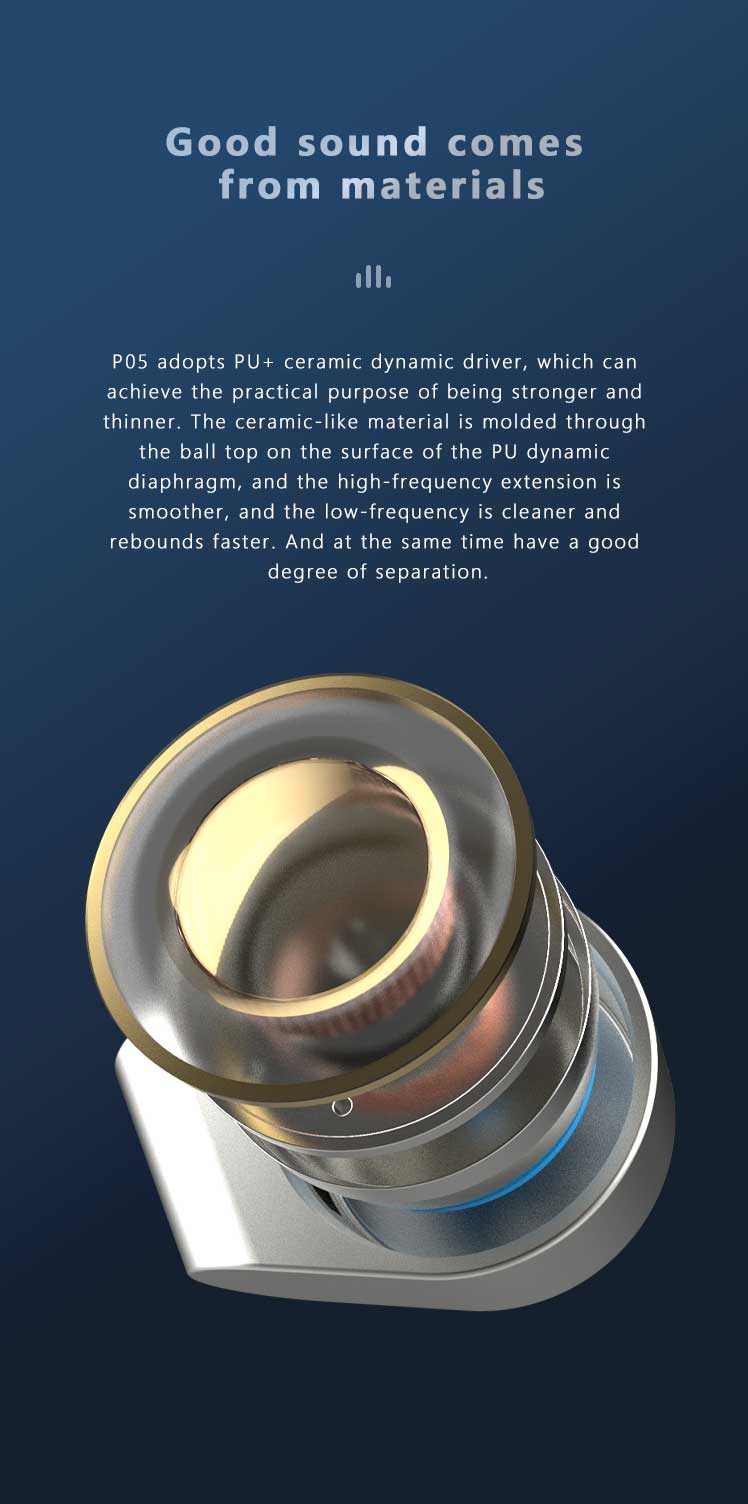 Good sound comes
from materials
P05 adopts PU+ ceramic dynamic driver, which can
achieve the practical purpose of being stronger and
thinner. The ceramic-like material is molded through
the ball top on the surface of the PU dynamic
diaphragm, and the high-frequency extension is
smoother, and the low-frequency is cleaner and
rebounds faster. And at the same time have a good
degree of separation.